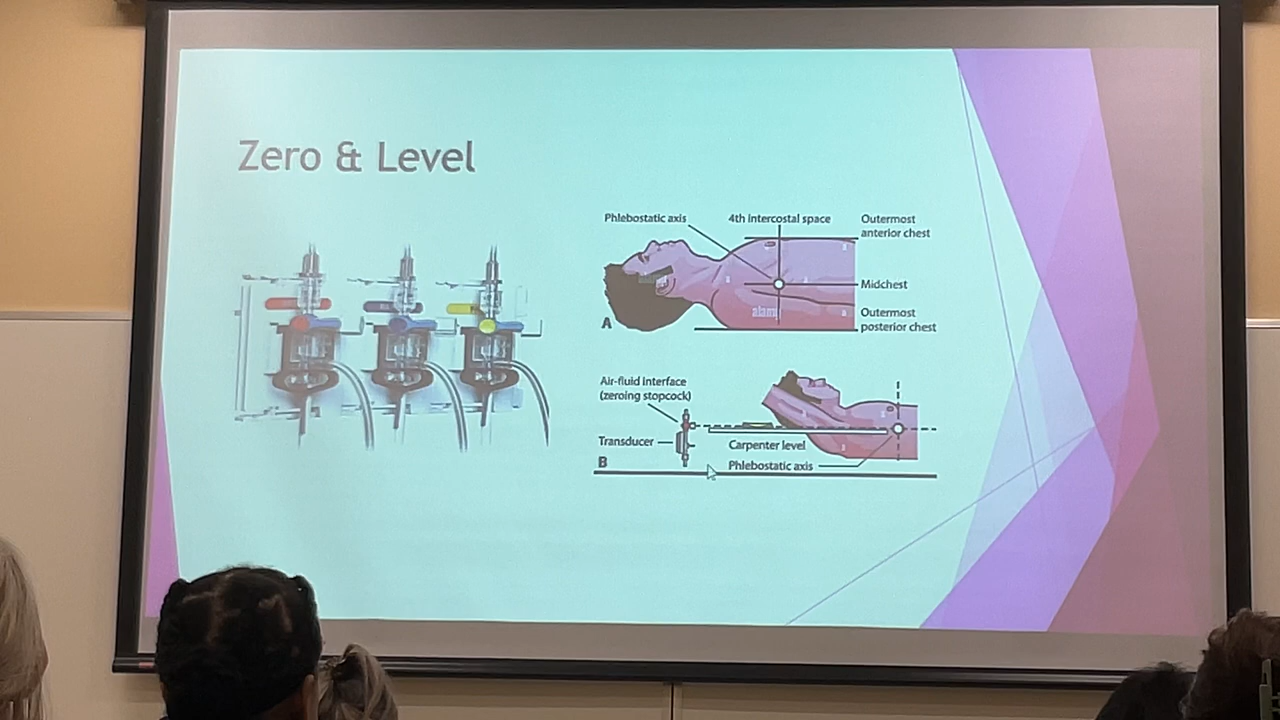 Zero & Level
Phlebostatic axis
4th intercostal space
Outermost
anterior chest
Midchest
Outermost
posterior chest
alamy
A
Air-fluid interface
(zeroing stopcock)
Transducer
Carpenter level
Phlebostatic axis
B